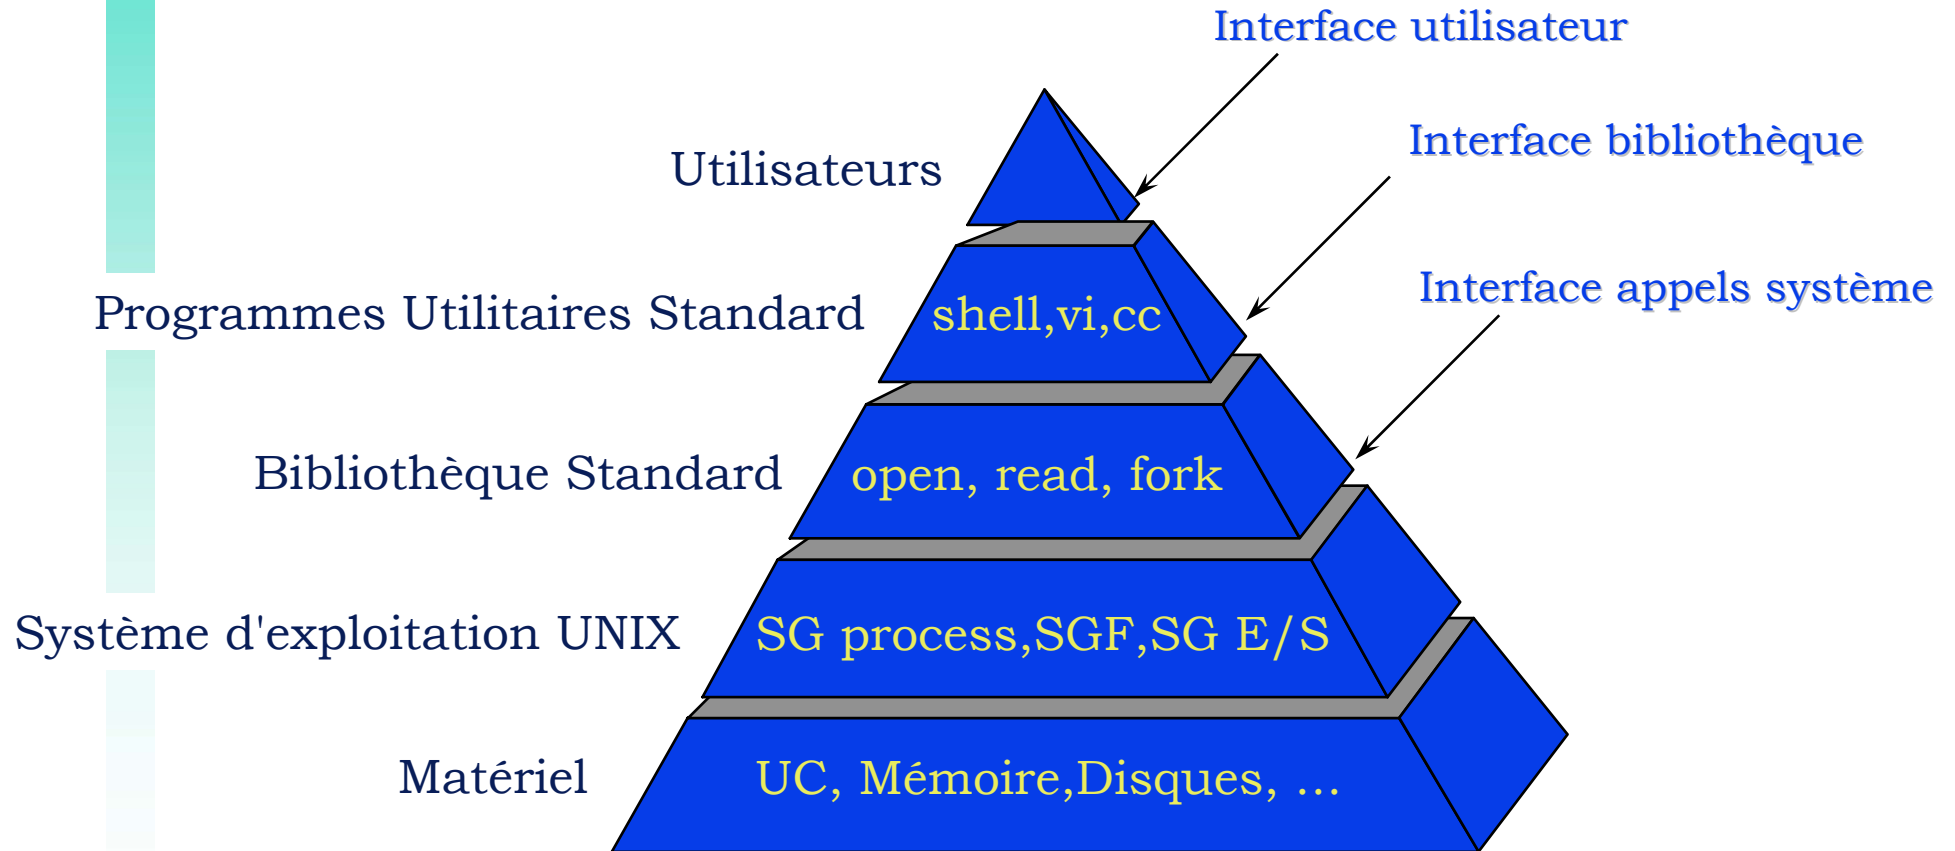 Interface utilisateur
Interface bibliothèque
Utilisateurs
Interface appels système
Programmes Utilitaires Standard
shell,vi,cc
Bibliothèque Standard
open, read, fork
Système d'exploitation UNIX
SG process,SGF,SG E/S
Matériel
UC, Mémoire,Disques, ...